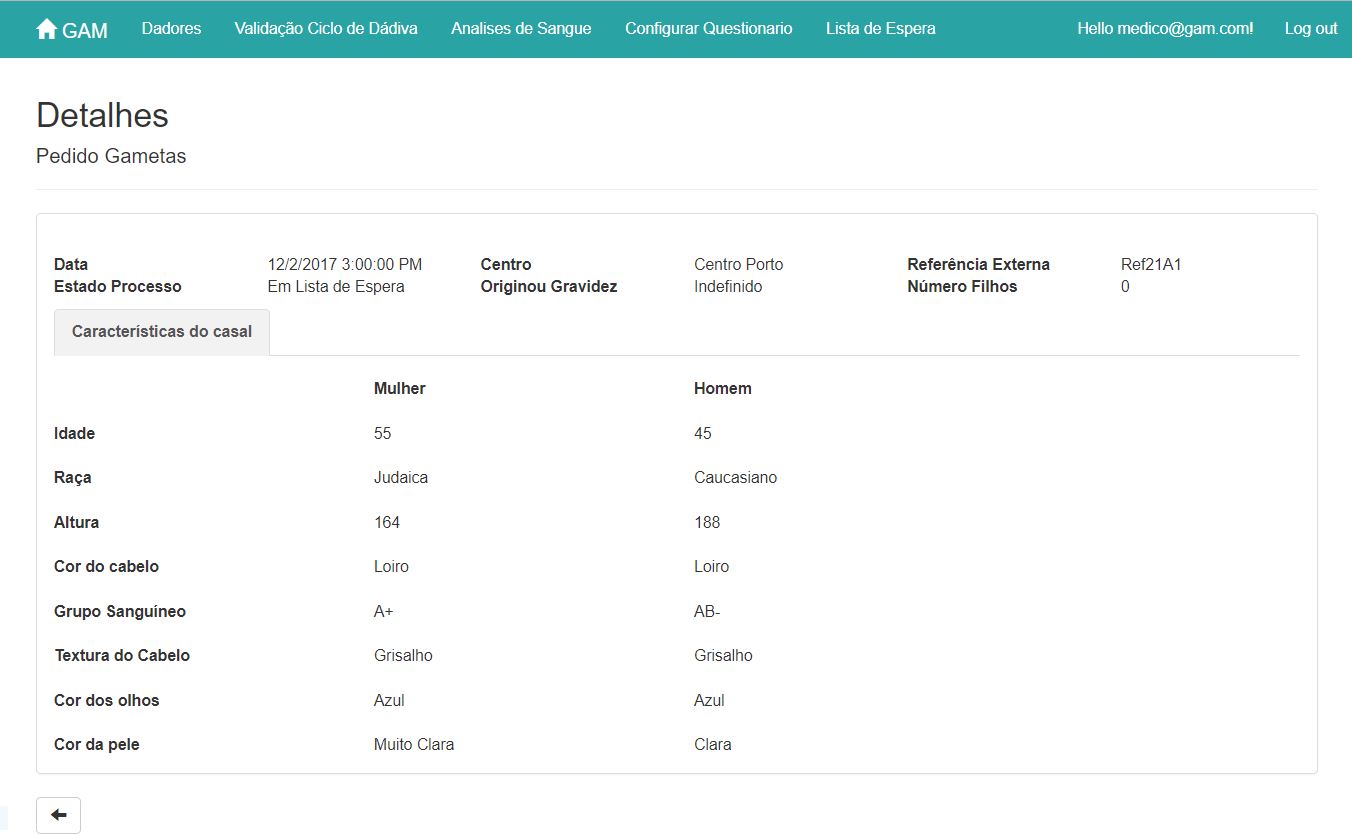 GAM Dadores Validação Ciclo de Dádiva Analises de Sangue Configurar Questionario Lista de Espera Hello medico@gam.com! Log out
Detalhes
Pedido Gametas
Data 12/2/2017 3:00:00 PM Centro Centro Porto Referência Externa Ref21A1
Estado Processo Em Lista de Espera Originou Gravidez Indefinido Número Filhos 0
Características do casal
Mulher Homem
Idade 55 45
Raça Judaica Caucasiano
Altura 164 188
Cor do cabelo Loiro Loiro
Grupo Sanguíneo A+ AB-
Textura do Cabelo Grisalho Grisalho
Cor dos olhos Azul Azul
Cor da pele Muito Clara Clara